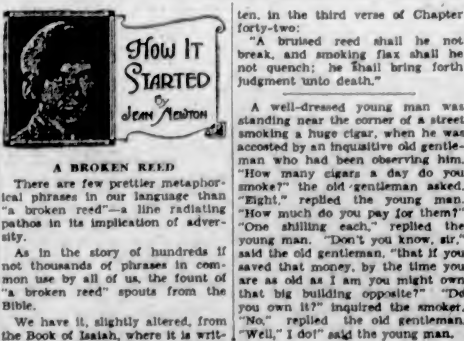 How It
Started
By
Jean Newton
A BROKEN REED
There are few prettier metaphor-
ical phrases in our language than
"a broken reed"—a line radiating
pathos in its implication of adver-
sity.
As in the story of hundreds if
not thousands of phrases in com-
mon use by all of us, the fount of
"a broken reed" spouts from the
Bible.
We have it, slightly altered, from
the Book of Isaiah, where it is writ-
ten, in the third verse of Chapter
forty-two:
"A bruised reed shall he not
break, and smoking flax shall he
not quench; he shall bring forth
judgment unto death."
A well-dressed young man was
standing near the corner of a street
smoking a huge cigar, when he was
accosted by an inquisitive old gentle-
man who had been observing him.
"How many cigars a day do you
smoke?" the old gentleman asked.
"Eight," replied the young man.
"How much do you pay for them?"
"One shilling each," replied the
young man. "Don't you know, sir,"
said the old gentleman, "that if you
saved that money, by the time you
are as old as I am you might own
that big building opposite?" "Do
you own it?" inquired the smoker.
"No," replied the old gentleman.
"Well," I do!" said the young man.